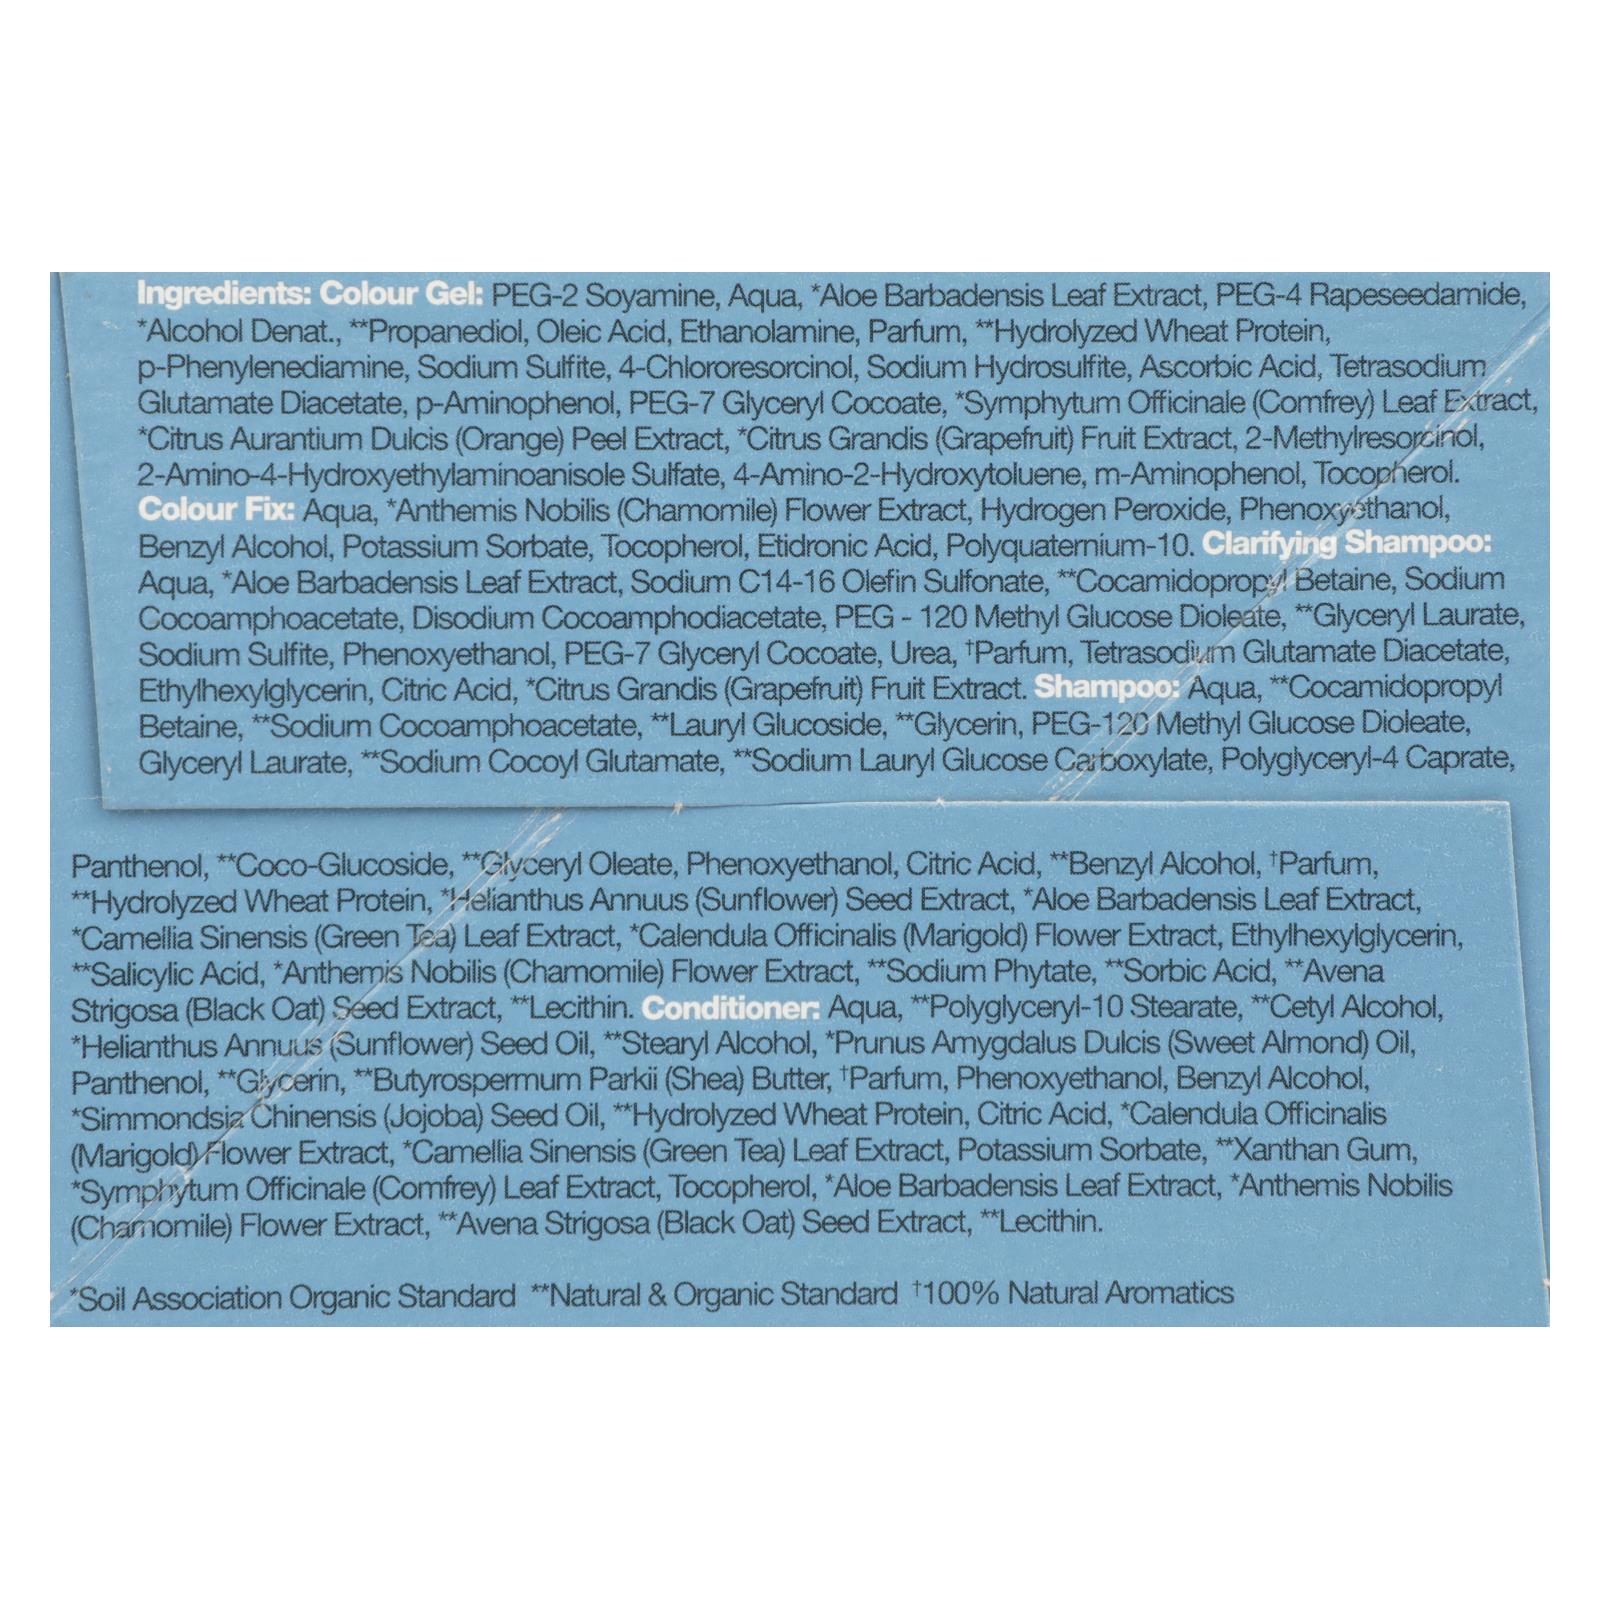 Ingredients: Colour Gel: PEG-2 Soyamine, Aqua, *Aloe Barbadensis Leaf Extract, PEG-4 Rapeseedamide,
*Alcohol Denat., **Propanediol, Oleic Acid, Ethanolamine, Parfum, **Hydrolyzed Wheat Protein,
p-Phenylenediamine, Sodium Sulfite, 4-Chlororesorcinol, Sodium Hydrosulfite, Ascorbic Acid, Tetrasodium
Glutamate Diacetate, p-Aminophenol, PEG-7 Glyceryl Cocoate, *Symphytum Officinale (Comfrey) Leaf Extract,
*Citrus Aurantium Dulcis (Orange) Peel Extract, *Citrus Grandis (Grapefruit) Fruit Extract, 2-Methylresorcinol,
2-Amino-4-Hydroxyethylaminoanisole Sulfate, 4-Amino-2-Hydroxytoluene, m-Aminophenol, Tocopherol.
Colour Fix: Aqua, *Anthemis Nobilis (Chamomile) Flower Extract, Hydrogen Peroxide, Phenoxyethanol,
Benzyl Alcohol, Potassium Sorbate, Tocopherol, Etidronic Acid, Polyquaternium-10. Clarifying Shampoo:
Aqua, *Aloe Barbadensis Leaf Extract, Sodium C14-16 Olefin Sulfonate, **Cocamidopropyl Betaine, Sodium
Cocoamphoacetate, Disodium Cocoamphodiacetate, PEG - 120 Methyl Glucose Dioleate, **Glyceryl Laurate,
Sodium Sulfite, Phenoxyethanol, PEG-7 Glyceryl Cocoate, Urea, †Parfum, Tetrasodium Glutamate Diacetate,
Ethylhexylglycerin, Citric Acid, *Citrus Grandis (Grapefruit) Fruit Extract. Shampoo: Aqua, **Cocamidopropyl
Betaine, **Sodium Cocoamphoacetate, **Lauryl Glucoside, **Glycerin, PEG-120 Methyl Glucose Dioleate,
Glyceryl Laurate, **Sodium Cocoyl Glutamate, **Sodium Lauryl Glucose Carboxylate, Polyglyceryl-4 Caprate,
Panthenol, **Coco-Glucoside, **Glyceryl Oleate, Phenoxyethanol, Citric Acid, **Benzyl Alcohol, †Parfum,
**Hydrolyzed Wheat Protein, *Helianthus Annuus (Sunflower) Seed Extract, *Aloe Barbadensis Leaf Extract,
*Camellia Sinensis (Green Tea) Leaf Extract, *Calendula Officinalis (Marigold) Flower Extract, Ethylhexylglycerin,
**Salicylic Acid, *Anthemis Nobilis (Chamomile) Flower Extract, **Sodium Phytate, **Sorbic Acid, **Avena
Strigosa (Black Oat) Seed Extract, **Lecithin. Conditioner: Aqua, **Polyglyceryl-10 Stearate, **Cetyl Alcohol,
*Helianthus Annuus (Sunflower) Seed Oil, **Stearyl Alcohol, *Prunus Amygdalus Dulcis (Sweet Almond) Oil,
Panthenol, **Glycerin, **Butyrospermum Parkii (Shea) Butter, †Parfum, Phenoxyethanol, Benzyl Alcohol,
*Simmondsia Chinensis (Jojoba) Seed Oil, **Hydrolyzed Wheat Protein, Citric Acid, *Calendula Officinalis
(Marigold) Flower Extract, *Camellia Sinensis (Green Tea) Leaf Extract, Potassium Sorbate, **Xanthan Gum,
*Symphytum Officinale (Comfrey) Leaf Extract, Tocopherol, *Aloe Barbadensis Leaf Extract, *Anthemis Nobilis
(Chamomile) Flower Extract, **Avena Strigosa (Black Oat) Seed Extract, **Lecithin.
*Soil Association Organic Standard **Natural & Organic Standard †100% Natural Aromatics